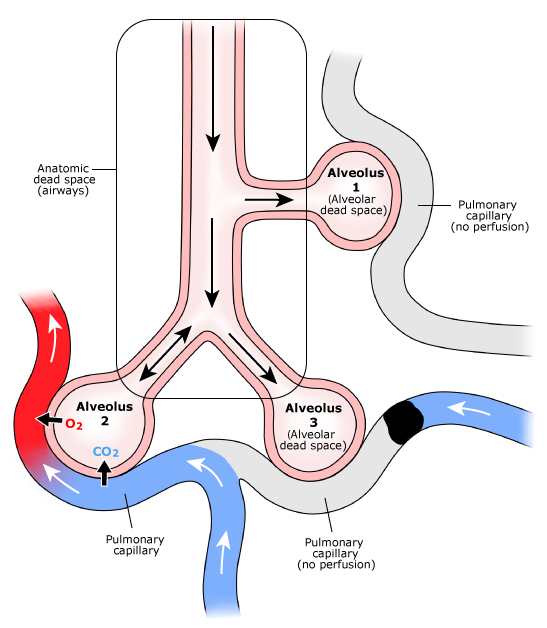 Anatomic
dead space
(airways)
Alveolus
1
(Alveolar
dead space)
Pulmonary
capillary
(no perfusion)
Alveolus
2
O2
CO2
Alveolus
3
(Alveolar
dead space)
Pulmonary
capillary
Pulmonary
capillary
(no perfusion)